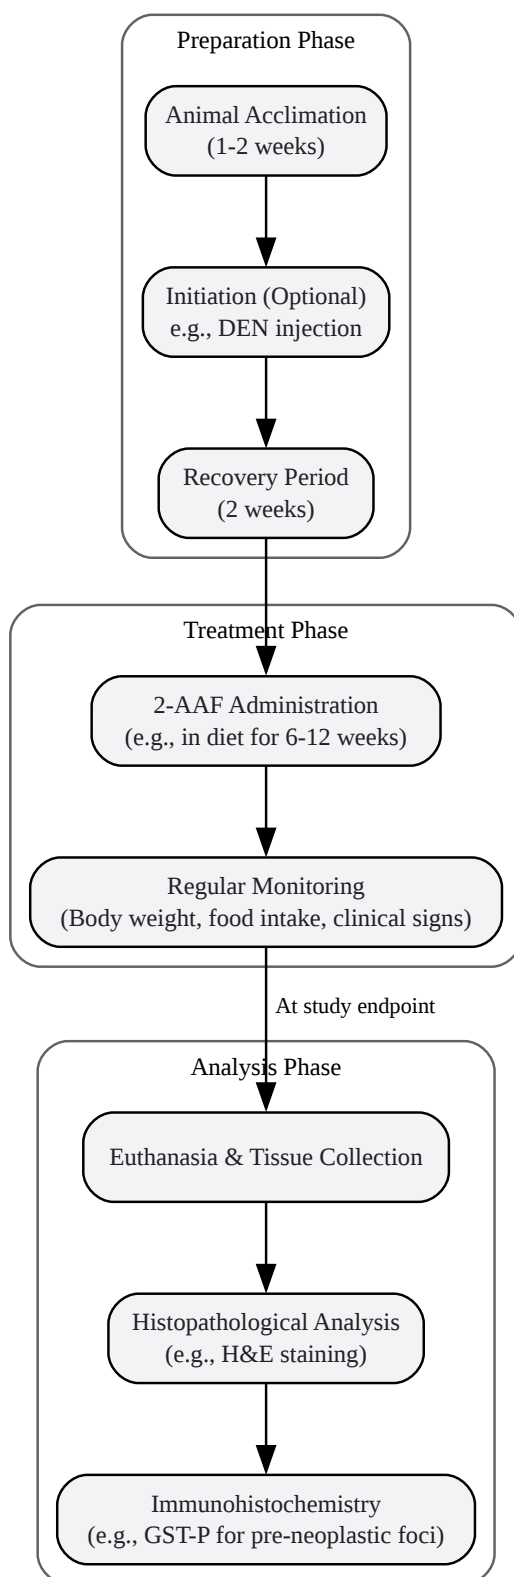 Preparation Phase
Animal Acclimation
(1-2 weeks)
Initiation (Optional)
e.g., DEN injection
Recovery Period
(2 weeks)
Treatment Phase
2-AAF Administration
(e.g., in diet for 6-12 weeks)
Regular Monitoring
(Body weight, food intake, clinical signs)
At study endpoint
Analysis Phase
Euthanasia & Tissue Collection
Histopathological Analysis
(e.g., H&E staining)
Immunohistochemistry
(e.g., GST-P for pre-neoplastic foci)